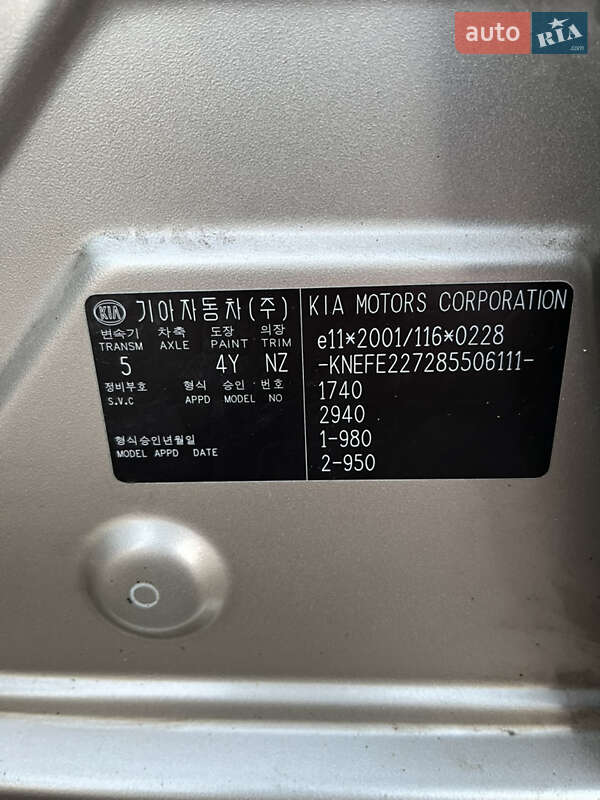 auto RIA .com
KIA 기아자동차(주)
변속기 차축 도장 의장
TRANSM AXLE PAINT TRIM
5 4Y NZ
정비부호 형식 승인 번호
S.V.C APPD MODEL NO
형식승인년월일
MODEL APPD DATE
KIA MOTORS CORPORATION
e11*2001/116*0228
-KNEFE227285506111-
1740
2940
1-980
2-950